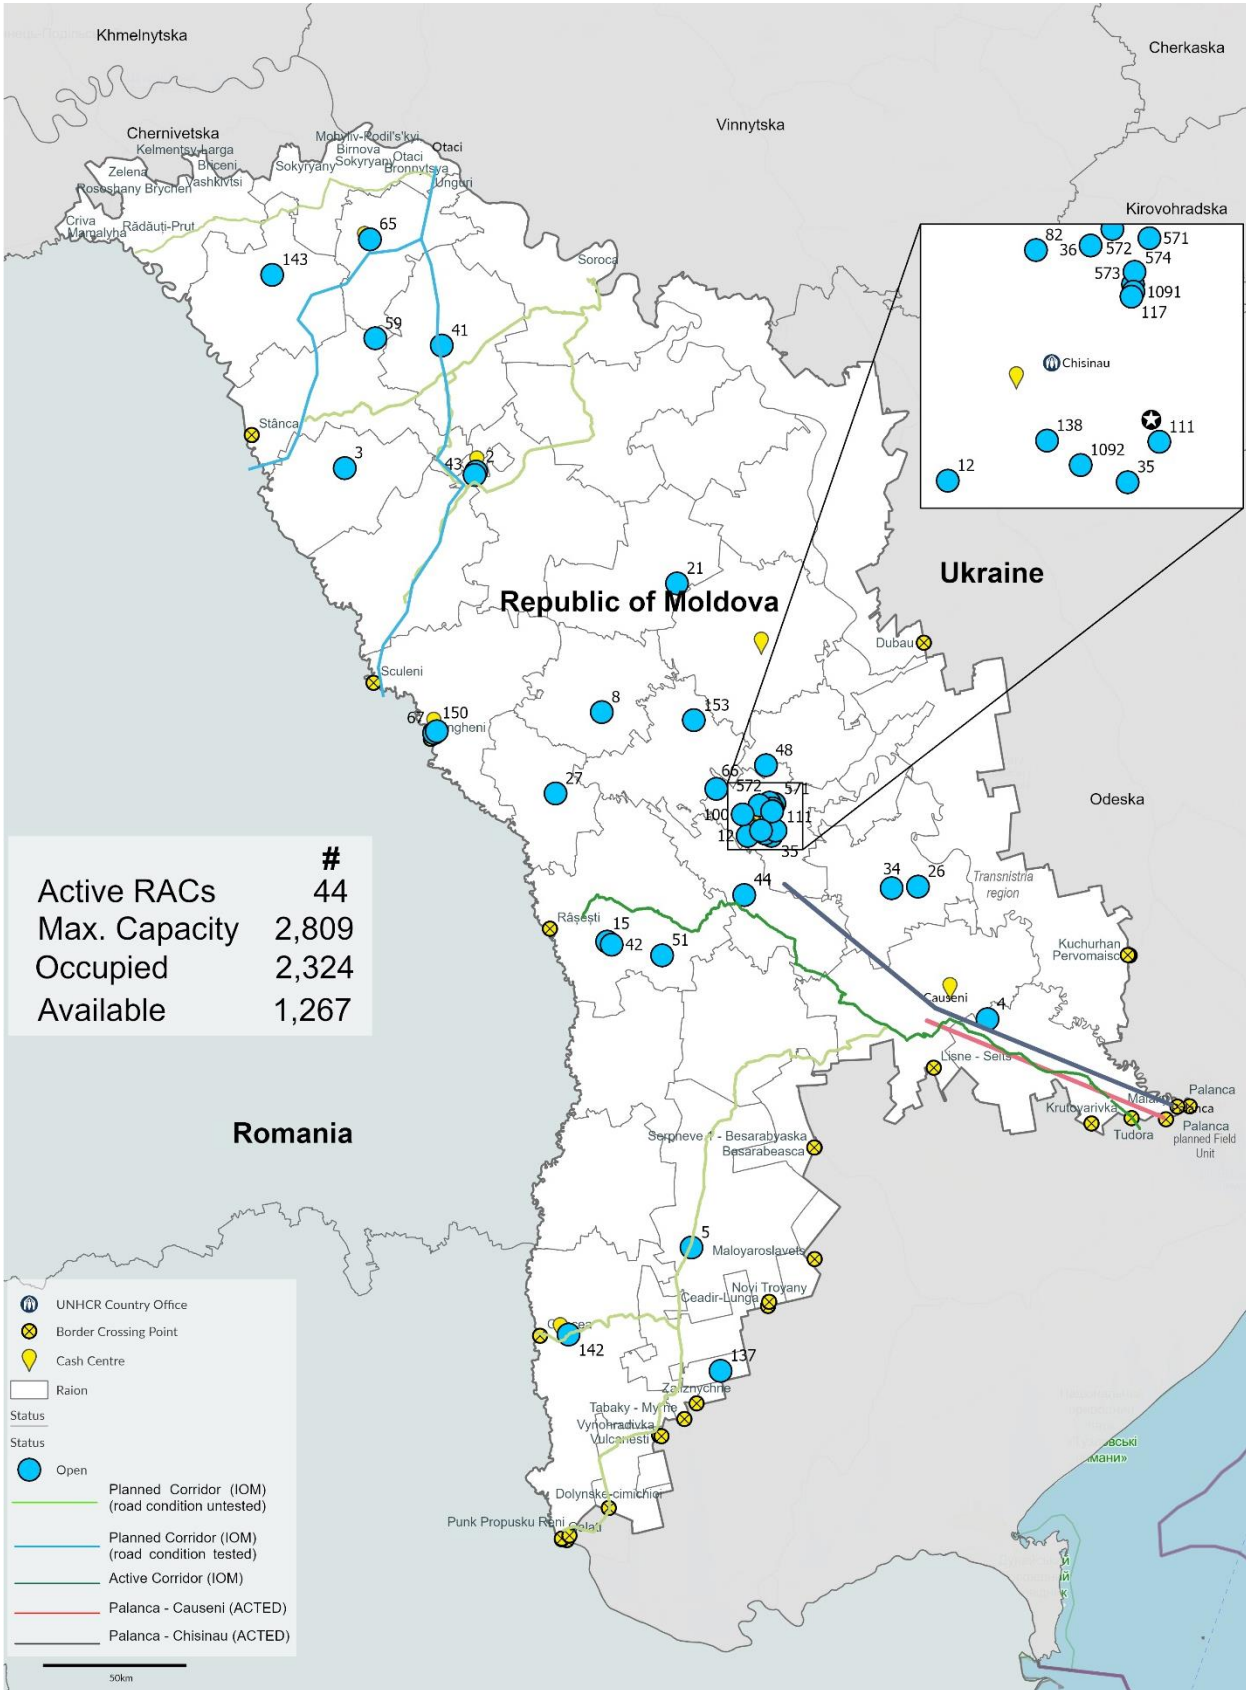 Khmelnytska
Cherkaska
Vinnytska
Chernivetska
Kelmentsy-Larga
Briceni
Zelena
Vashkivtsi
Rososhany Brychen
Criva
Mamalyha
Rădăuți-Prut
Mohyliv-Podil's'kyi
Birnova
Sokyryany
Sokyryany
Otaci
Otaci
Bronnytsya
Unguri
Kirovohradska
65
143
59
41
Soroca
82
36
572
571
574
573
1091
117
Chisinau
138
1092
111
12
35
Stânca
3
43
2
21
Republic of Moldova
Ukraine
Dubau
Sculeni
8
153
67
150
ngheni
48
27
66
572
571
100
111
12
35
Odeska
#
Active RACs 44
Max. Capacity 2,809
Occupied 2,324
Available 1,267
44
34
26
Transnistria
region
Râșești
15
42
51
Kuchurhan
Pervomaisc
Causeni
4
Lisne - Seits
Palanca
Krutoyarivka
Tudora
Palanca
planned Field
Unit
Romania
Serpneve 1 - Besarabyaska
Basarabeasca
5
Maloyaroslavets
Novi Troyany
Ceadir-Lunga
142
137
Zaliznychne
Tabaky - Myrne
Vynohradivka
Vulcanesti
Dolynske-cimichioi
Punk Propusku Reni
Galati
UNHCR Country Office
Border Crossing Point
Cash Centre
Raion
Status
Status
Open
Planned Corridor (IOM)
(road condition untested)
Planned Corridor (IOM)
(road condition tested)
Active Corridor (IOM)
Palanca - Causeni (ACTED)
Palanca - Chisinau (ACTED)
50km